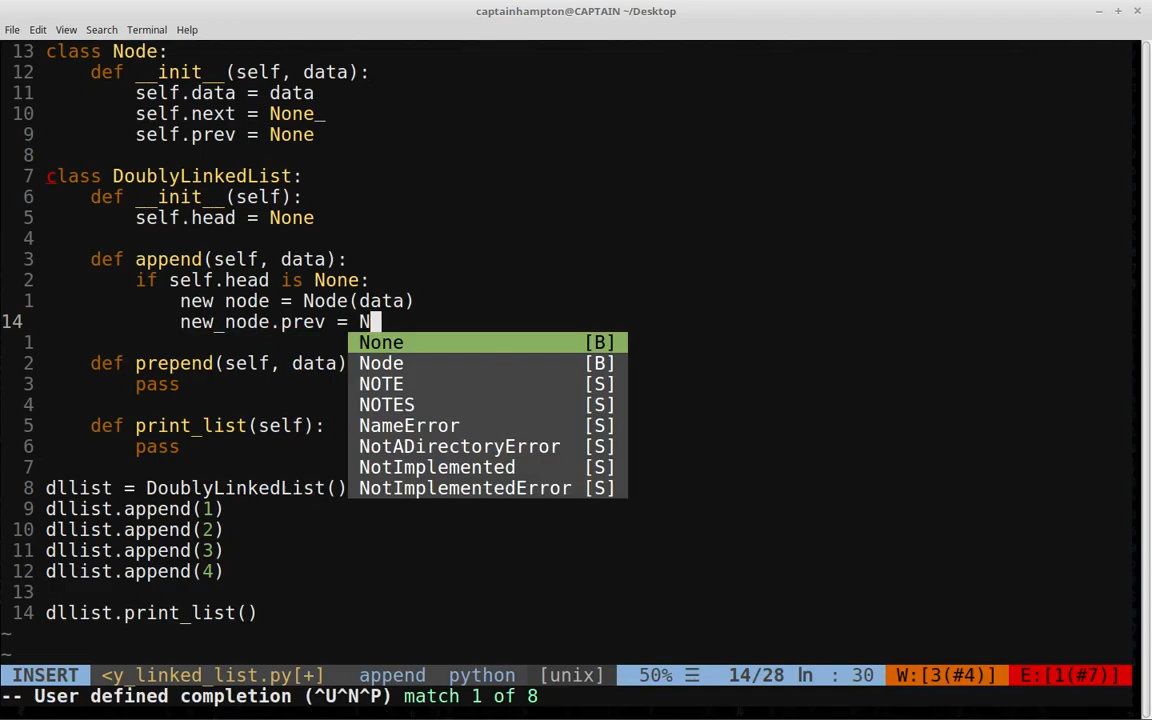 captainhampton@CAPTAIN ~/Desktop
File Edit View Search Terminal Help
13 class Node:
12 def __init__(self, data):
11 self.data = data
10 self.next = None_
9 self.prev = None
8
7 class DoublyLinkedList:
6 def __init__(self):
5 self.head = None
4
3 def append(self, data):
2 if self.head is None:
1 new node = Node(data)
14 new_node.prev = N
1 None [B]
2 def prepend(self, data) Node [B]
3 pass NOTE [S]
4 NOTES [S]
5 def print_list(self): NameError [S]
6 pass NotADirectoryError [S]
7 NotImplemented [S]
8 dllist = DoublyLinkedList() NotImplementedError [S]
9 dllist.append(1)
10 dllist.append(2)
11 dllist.append(3)
12 dllist.append(4)
13
14 dllist.print_list()
~
~
INSERT <y_linked_list.py[+] append python [unix] 50% ☰ 14/28 ln : 30 W:[3(#4)] E:[1(#7)]
-- User defined completion (^U^N^P) match 1 of 8